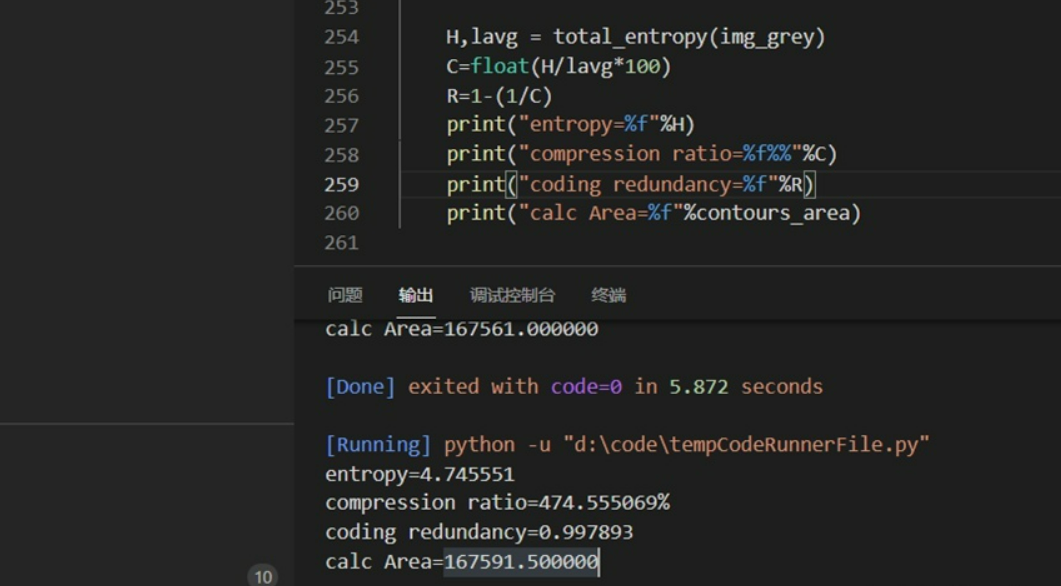 253
254 H,lavg = total_entropy(img_grey)
255 C=float(H/lavg*100)
256 R=1-(1/C)
257 print("entropy=%f"%H)
258 print("compression ratio=%f%%"%C)
259 print("coding redundancy=%f"%R)
260 print("calc Area=%f"%contours_area)
261
问题 输出 调试控制台 终端
calc Area=167561.000000
[Done] exited with code=0 in 5.872 seconds
[Running] python -u "d:\code\tempCodeRunnerFile.py"
entropy=4.745551
compression ratio=474.555069%
coding redundancy=0.997893
calc Area=167591.500000
10